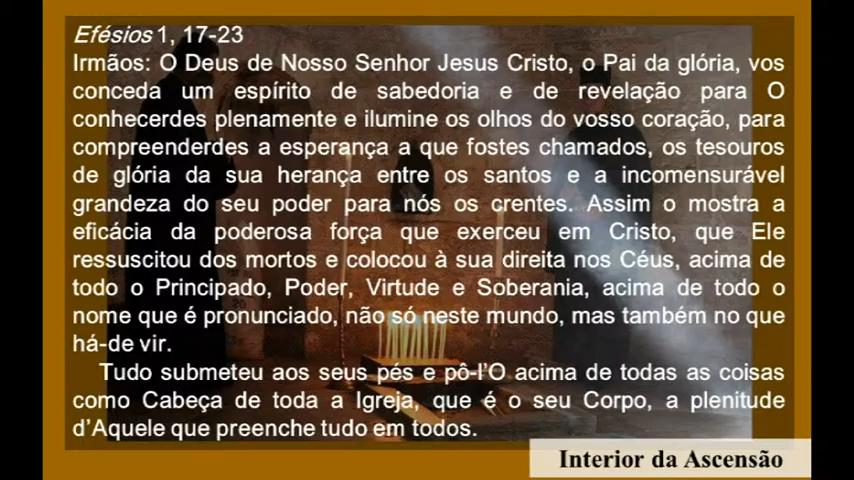 Efésios 1, 17-23
Irmãos: O Deus de Nosso Senhor Jesus Cristo, o Pai da glória, vos
conceda um espírito de sabedoria e de revelação para O
conhecerdes plenamente e ilumine os olhos do vosso coração, para
compreenderdes a esperança a que fostes chamados, os tesouros
de glória da sua herança entre os santos e a incomensurável
grandeza do seu poder para nós os crentes. Assim o mostra a
eficácia da poderosa força que exerceu em Cristo, que Ele
ressuscitou dos mortos e colocou à sua direita nos Céus, acima de
todo o Principado, Poder, Virtude e Soberania, acima de todo o
nome que é pronunciado, não só neste mundo, mas também no que
há-de vir.
Tudo submeteu aos seus pés e pô-l’O acima de todas as coisas
como Cabeça de toda a Igreja, que é o seu Corpo, a plenitude
d’Aquele que preenche tudo em todos.
Interior da Ascensão